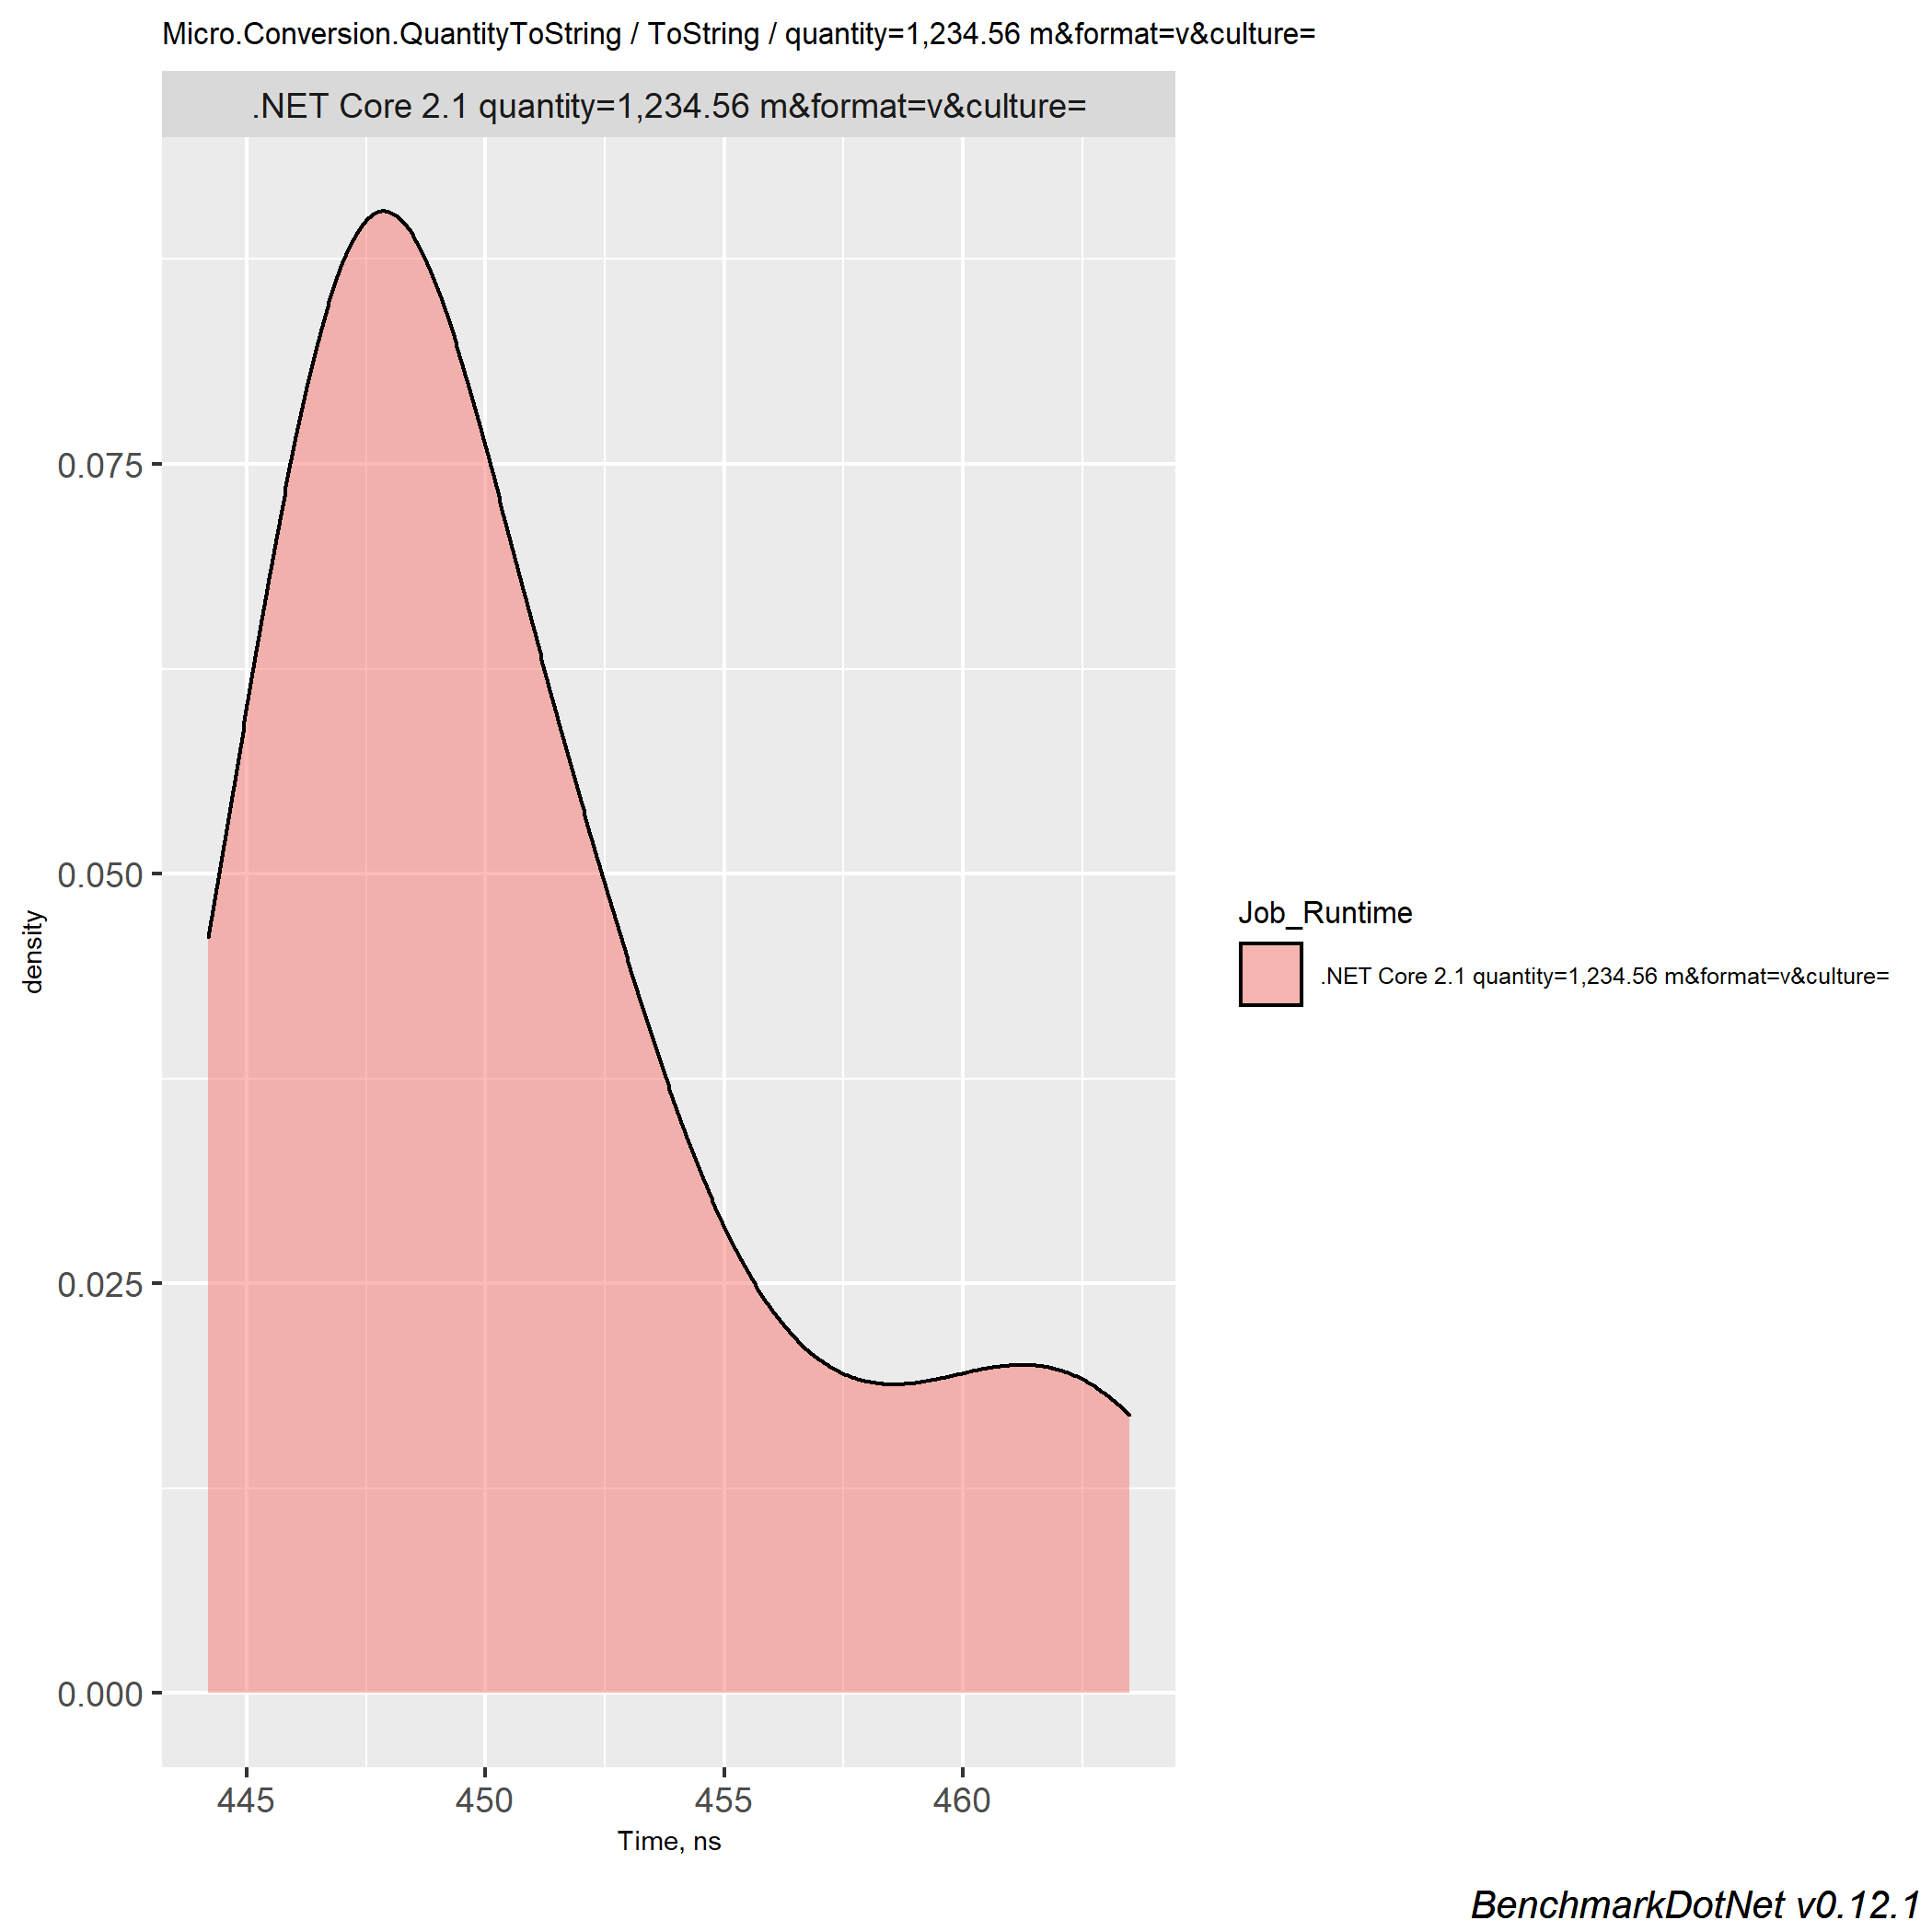 Micro.Conversion.QuantityToString / ToString / quantity=1,234.56 m&format=v&culture=
.NET Core 2.1 quantity=1,234.56 m&format=v&culture=
0.075
0.050
0.025
0.000
density
445 450 455 460
Time, ns
Job_Runtime
.NET Core 2.1 quantity=1,234.56 m&format=v&culture=
BenchmarkDotNet v0.12.1